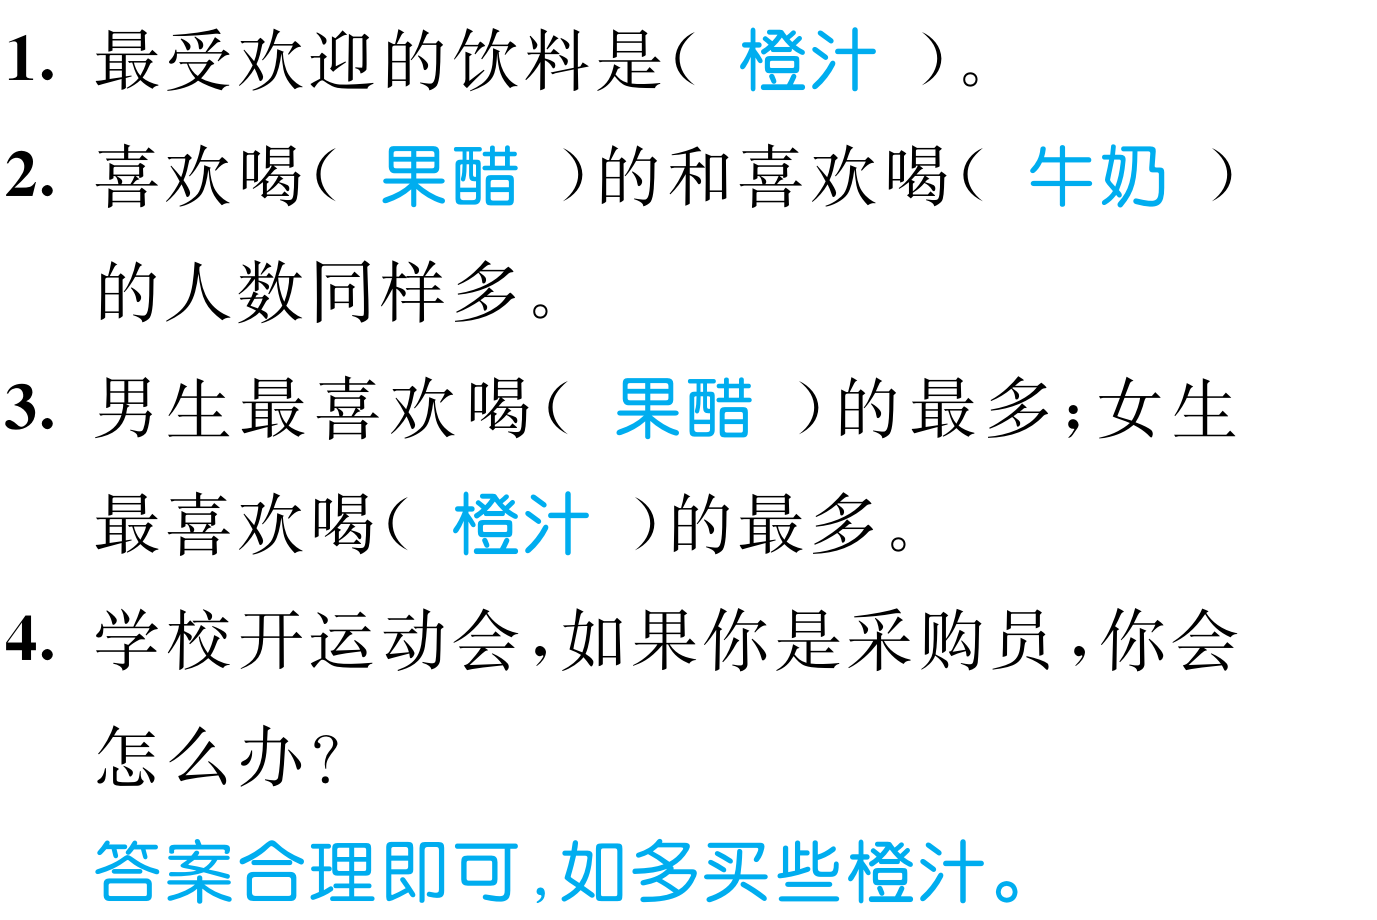 1. 最受欢迎的饮料是( 橙汁 )。
2. 喜欢喝( 果醋 )的和喜欢喝( 牛奶 )
的人数同样多。
3. 男生最喜欢喝( 果醋 )的最多;女生
最喜欢喝( 橙汁 )的最多。
4. 学校开运动会,如果你是采购员,你会
怎么办?
答案合理即可,如多买些橙汁。